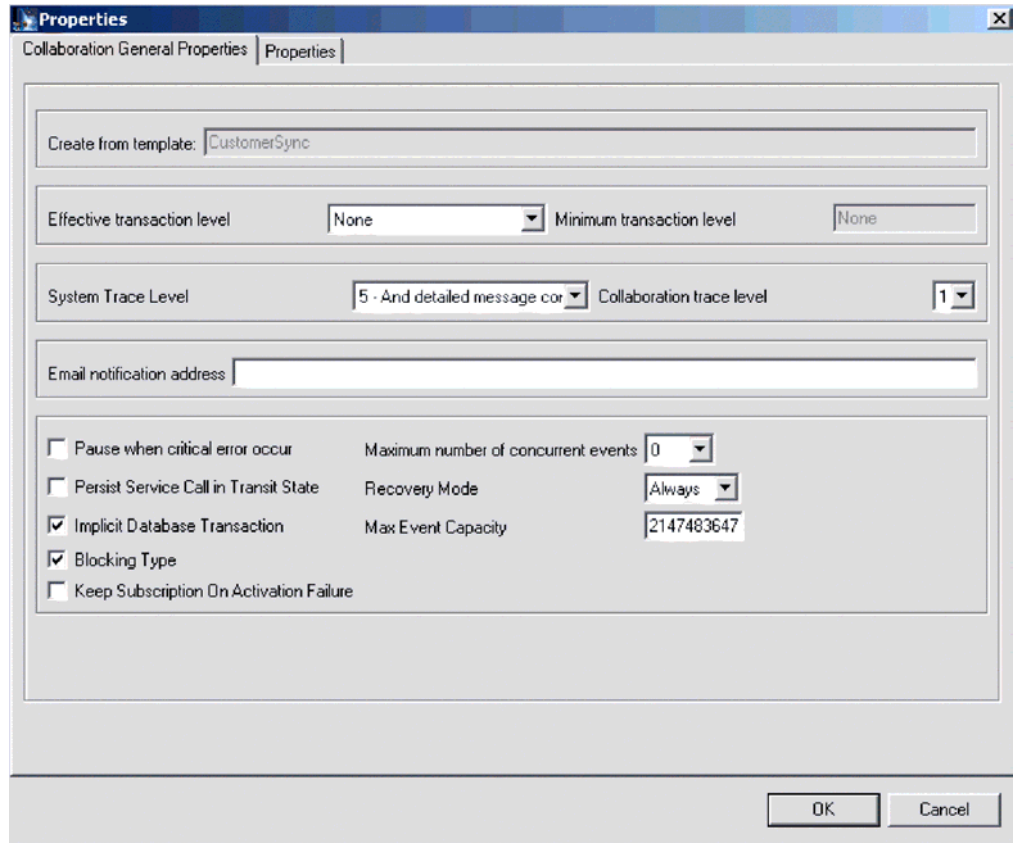 Properties
Collaboration General Properties Properties
Create from template: CustomerSync
Effective transaction level None Minimum transaction level None
System Trace Level 5 - And detailed message cor Collaboration trace level 1
Email notification address
Pause when critical error occur Maximum number of concurrent events 0
Persist Service Call in Transit State Recovery Mode Always
Implicit Database Transaction Max Event Capacity 2147483647
Blocking Type
Keep Subscription On Activation Failure
OK Cancel